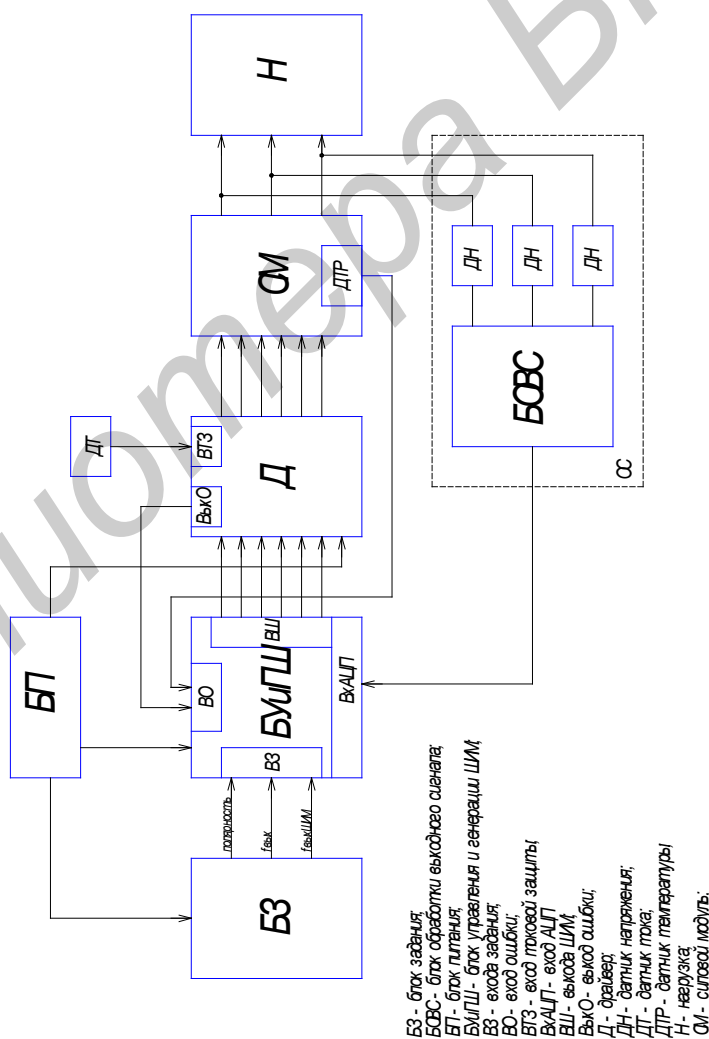 БП
ДТ
ВыкО
ВТЗ
БЗ
полярность
fвых
fвыхШИМ
ВЗ
БУиГШ
ВО
ВШ
ВхАЦП
Д
СМ
ДТР
Н
ДН
ДН
ДН
БОВС
ОС
БЗ - блок задания;
БОВС - блок обработки выходного сигнала;
БП - блок питания;
БУиГШ - блок управления и генерации ШИМ;
ВЗ - входа задания;
ВО - вход ошибки;
ВТЗ - вход токовой защиты;
ВхАЦП - вход АЦП
ВШ - выхода ШИМ;
ВыхО - выход ошибки;
Д - драйвер;
ДН - датчик напряжения;
ДТ - датчик тока;
ДТР - датчик температуры;
Н - нагрузка;
СМ - силовой модуль;